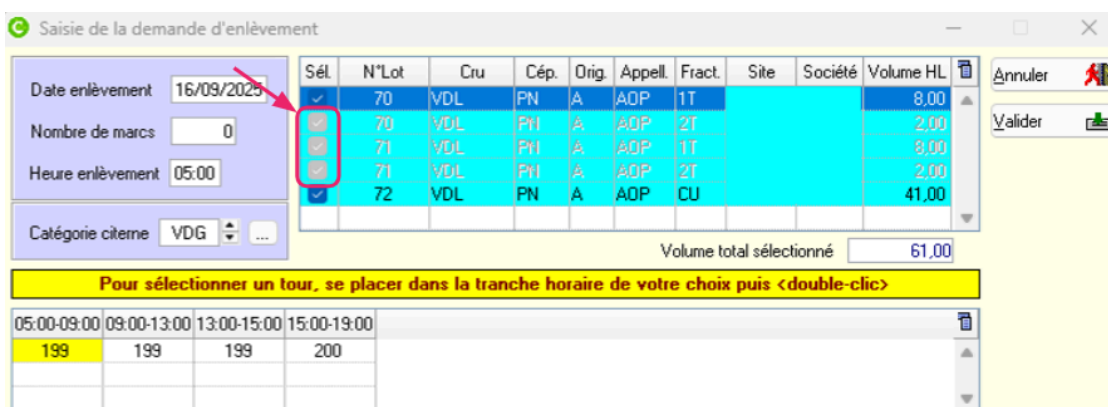 Saisie de la demande d'enlèvement
Date enlèvement 16/09/2025
Nombre de marcs 0
Heure enlèvement 05:00
Catégorie citerne VDG ...
Sél. N°Lot Cru Cép. Orig. Appell. Fract. Site Société Volume HL
70 VDL PN A AOP 1T 8,00
70 VDL PN A AOP 2T 2,00
71 VDL PN A AOP 1T 8,00
71 VDL PN A AOP 2T 2,00
72 VDL PN A AOP CU 41,00
Volume total sélectionné 61,00
Annuler
Valider
Pour sélectionner un tour, se placer dans la tranche horaire de votre choix puis <double-clic>
05:00-09:00 09:00-13:00 13:00-15:00 15:00-19:00
199 199 199 200